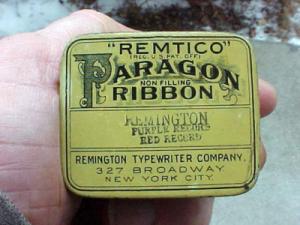 "REMTICO"
(REG. U.S. PAT. OFF.)
PARAGON
NON FILLING
RIBBON
REMINGTON
PURPLE RECORD
RED RECORD
REMINGTON TYPEWRITER COMPANY.
327 BROADWAY
NEW YORK CITY.